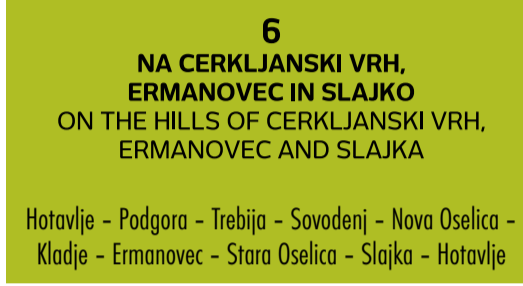 6
NA CERKLJANSKI VRH,
ERMANOVEC IN SLAJKO
ON THE HILLS OF CERKLJANSKI VRH,
ERMANOVEC AND SLAJKA
Hotavlje – Podgora – Trebija – Sovodenj – Nova Oselica –
Kladje – Ermanovec – Stara Oselica – Slajka – Hotavlje